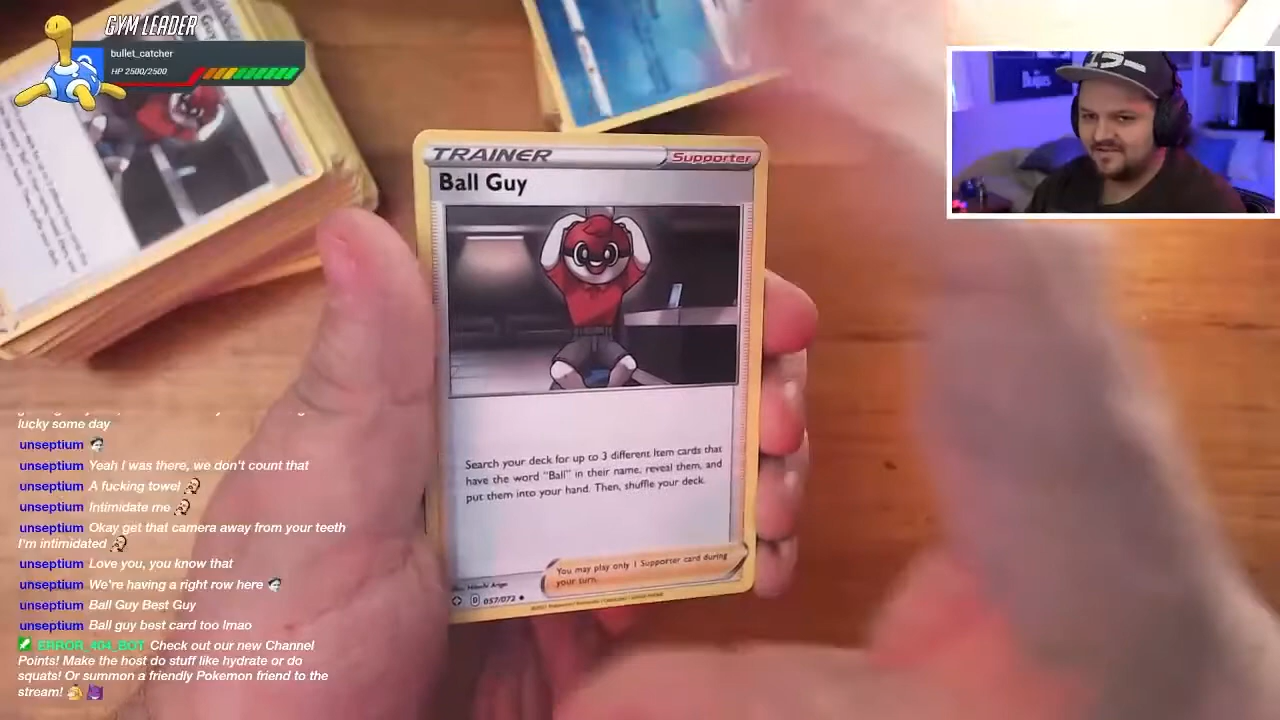 GYM LEADER
bullet_catcher
HP 2500/2500
TRAINER
Supporter
Ball Guy
Search your deck for up to 3 different Item cards that
have the word "Ball" in their name, reveal them, and
put them into your hand. Then, shuffle your deck.
You may play only 1 Supporter card during
your turn.
D 057/072
lucky some day
unseptium
unseptium Yeah I was there, we don't count that
unseptium A fucking towel
unseptium Intimidate me
unseptium Okay get that camera away from your teeth
I'm intimidated
unseptium Love you, you know that
unseptium We're having a right row here
unseptium Ball Guy Best Guy
unseptium Ball guy best card too lmao
ERROR_404_BOT Check out our new Channel
Points! Make the host do stuff like hydrate or do
squats! Or summon a friendly Pokemon friend to the
stream!